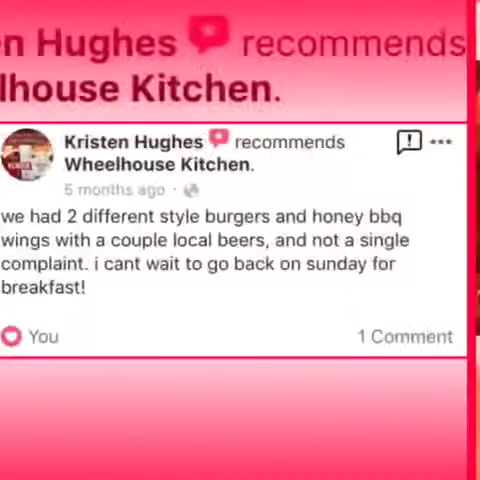 n Hughes recommends
lhouse Kitchen.
Kristen Hughes recommends
Wheelhouse Kitchen.
5 months ago ·
we had 2 different style burgers and honey bbq
wings with a couple local beers, and not a single
complaint. i cant wait to go back on sunday for
breakfast!
You 1 Comment